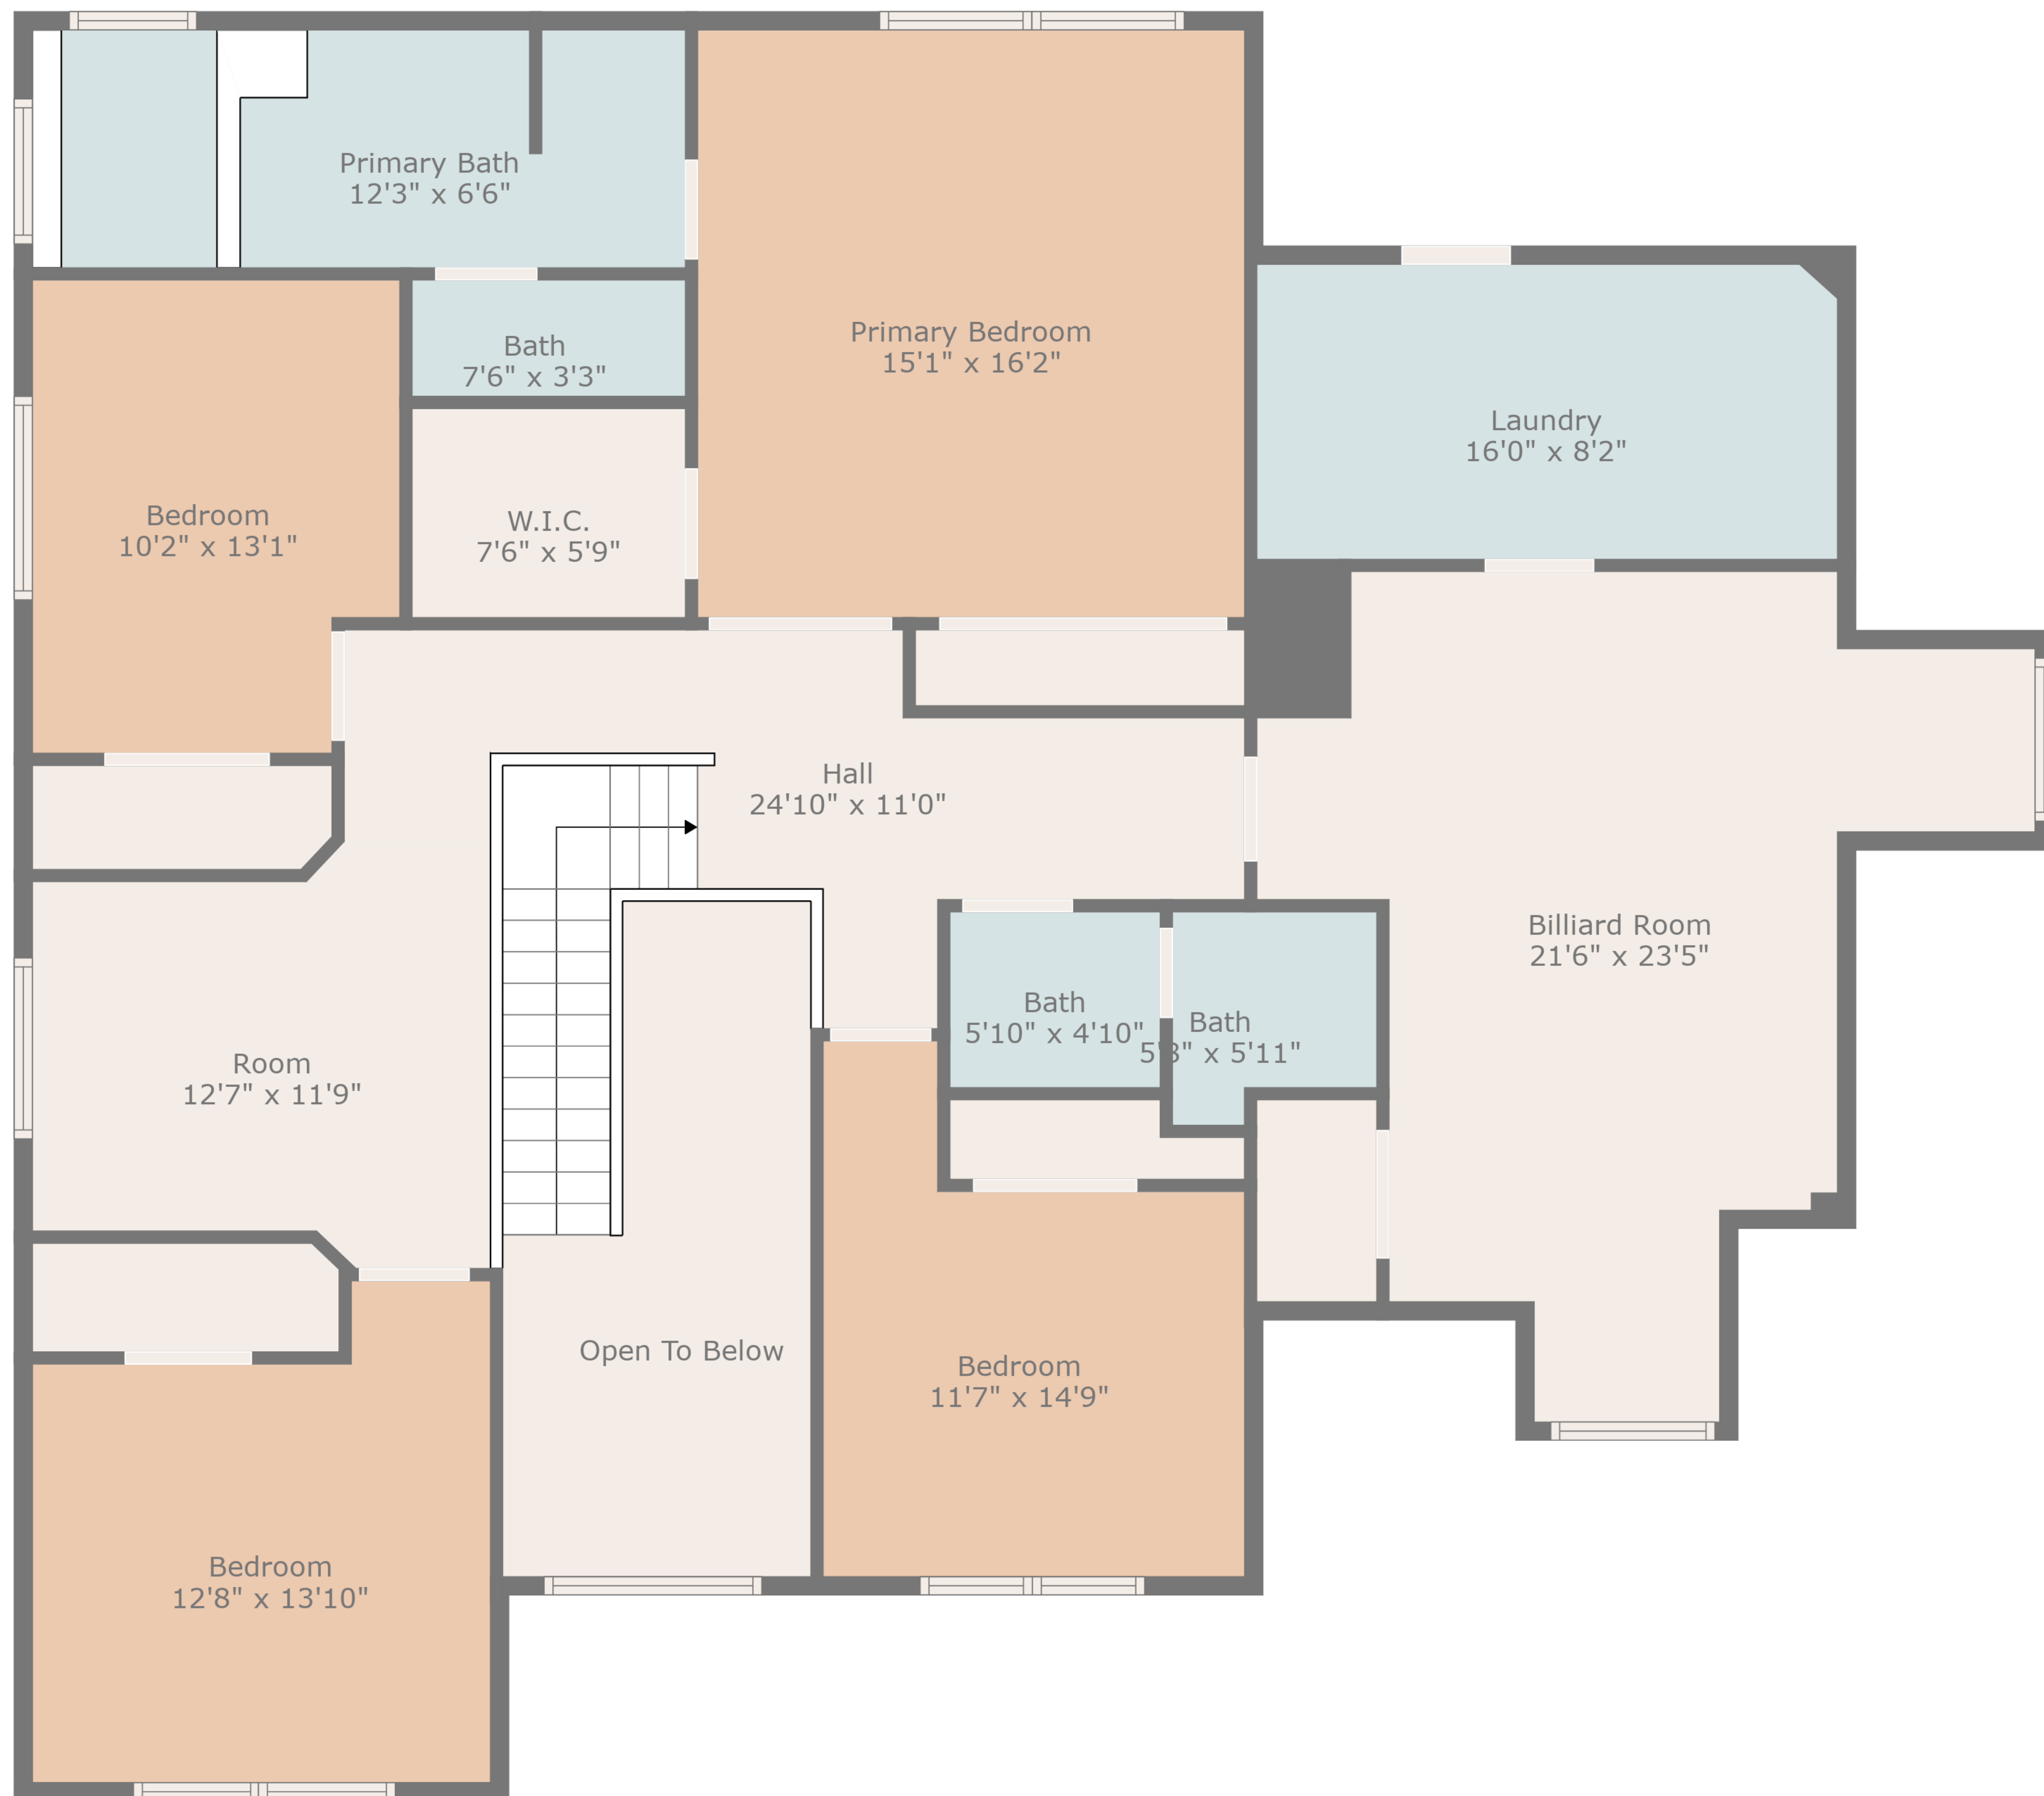 Primary Bath
12'3" x 6'6"
Primary Bedroom
15'1" x 16'2"
Bath
7'6" x 3'3"
Laundry
16'0" x 8'2"
Bedroom
10'2" x 13'1"
W.I.C.
7'6" x 5'9"
Hall
24'10" x 11'0"
Billiard Room
21'6" x 23'5"
Bath
5'10" x 4'10"
Bath
5'8" x 5'11"
Room
12'7" x 11'9"
Open To Below
Bedroom
11'7" x 14'9"
Bedroom
12'8" x 13'10"